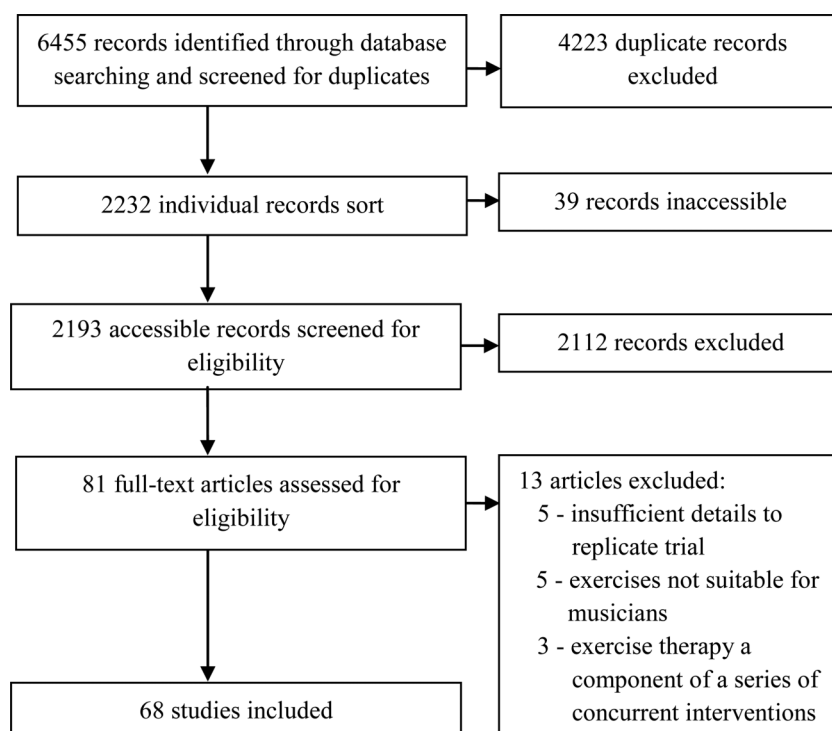 6455 records identified through database
searching and screened for duplicates
4223 duplicate records
excluded
2232 individual records sort
39 records inaccessible
2193 accessible records screened for
eligibility
2112 records excluded
81 full-text articles assessed for
eligibility
13 articles excluded:
5 - insufficient details to
replicate trial
5 - exercises not suitable for
musicians
3 - exercise therapy a
component of a series of
concurrent interventions
68 studies included